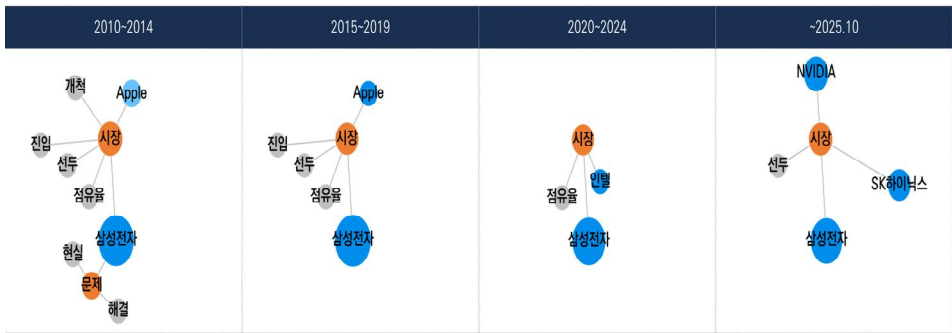 2010~2014
2015~2019
2020~2024
~2025.10
개척
Apple
시장
진입
선두
점유율
삼성전자
현실
문제
해결
Apple
시장
진입
선두
점유율
삼성전자
시장
인텔
점유율
삼성전자
NVIDIA
시장
선두
SK하이닉스
삼성전자